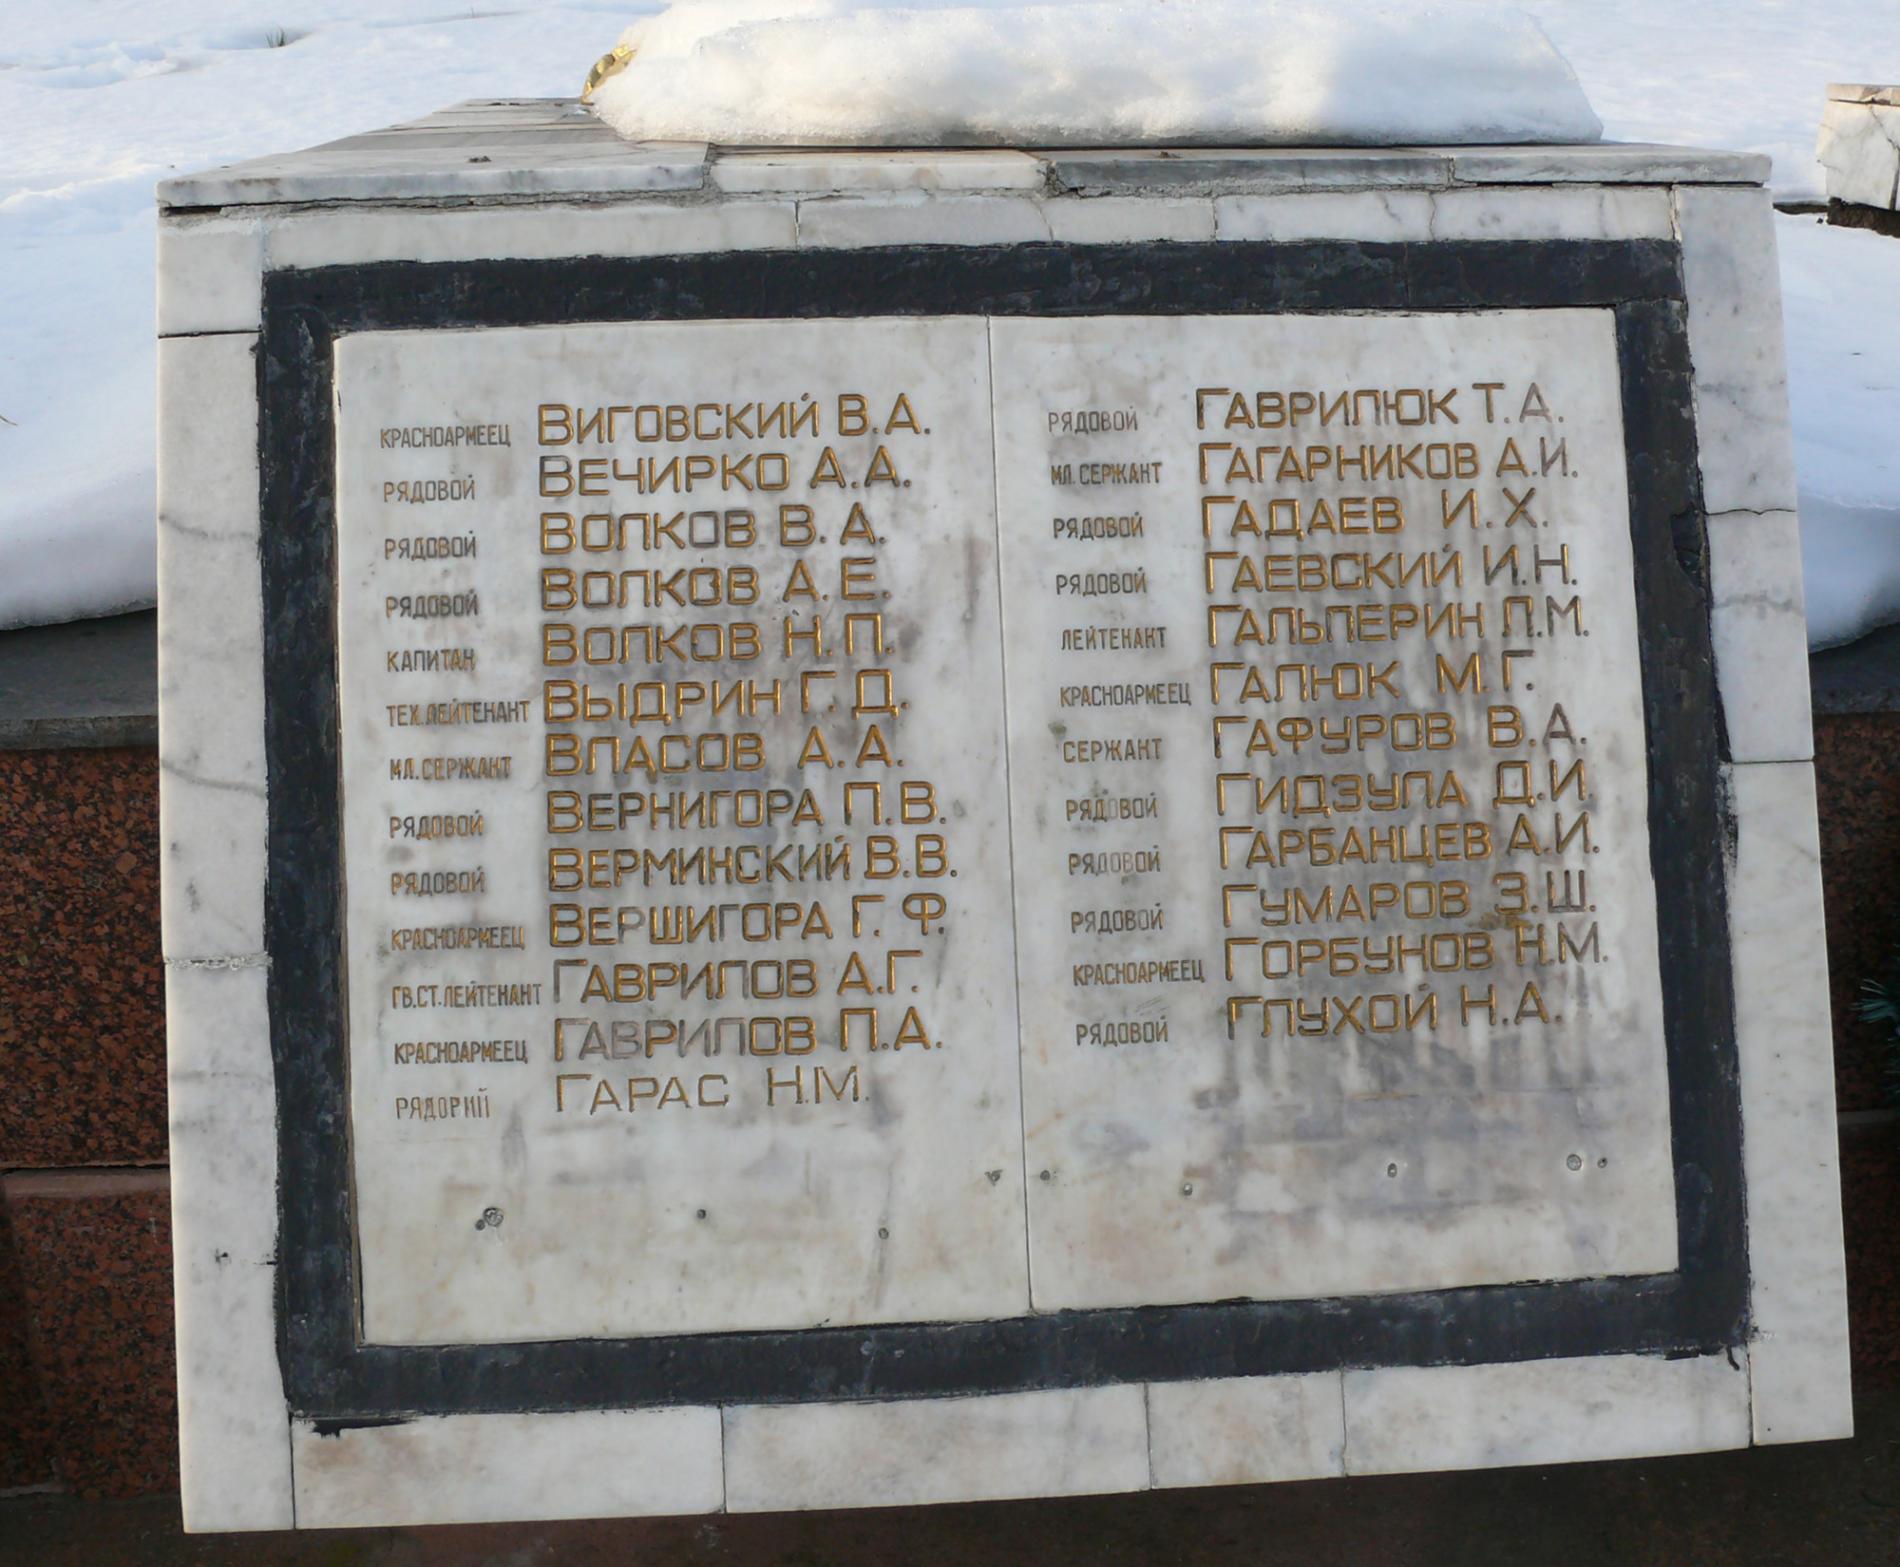 КРАСНОАРМЕЕЦ ВИГОВСКИЙ В.А.
РЯДОВОЙ ВЕЧИРКО А.А.
РЯДОВОЙ ВОЛКОВ В.А.
РЯДОВОЙ ВОЛКОВ А.Е.
КАПИТАН ВОЛКОВ Н.П.
ТЕХ.ЛЕЙТЕНАНТ ВЫДРИН Г.Д.
МЛ.СЕРЖАНТ ВЛАСОВ А.А.
РЯДОВОЙ ВЕРНИГОРА П.В.
РЯДОВОЙ ВЕРМИНСКИЙ В.В.
КРАСНОАРМЕЕЦ ВЕРШИГОРА Г.Ф.
ГВ.СТ.ЛЕЙТЕНАНТ ГАВРИЛОВ А.Г.
КРАСНОАРМЕЕЦ ГАВРИЛОВ П.А.
РЯДОРИЙ ГАРАС Н.М.
РЯДОВОЙ ГАВРИЛЮК Т.А.
МЛ.СЕРЖАНТ ГАГАРНИКОВ А.И.
РЯДОВОЙ ГАДАЕВ И.Х.
РЯДОВОЙ ГАЕВСКИЙ И.Н.
ЛЕЙТЕНАНТ ГАЛЬПЕРИН Л.М.
КРАСНОАРМЕЕЦ ГАЛЮК М.Г.
СЕРЖАНТ ГАФУРОВ В.А.
РЯДОВОЙ ГИДЗУЛА Д.И.
РЯДОВОЙ ГАРБАНЦЕВ А.И.
РЯДОВОЙ ГУМАРОВ З.Ш.
КРАСНОАРМЕЕЦ ГОРБУНОВ Н.М.
РЯДОВОЙ ГЛУХОЙ Н.А.